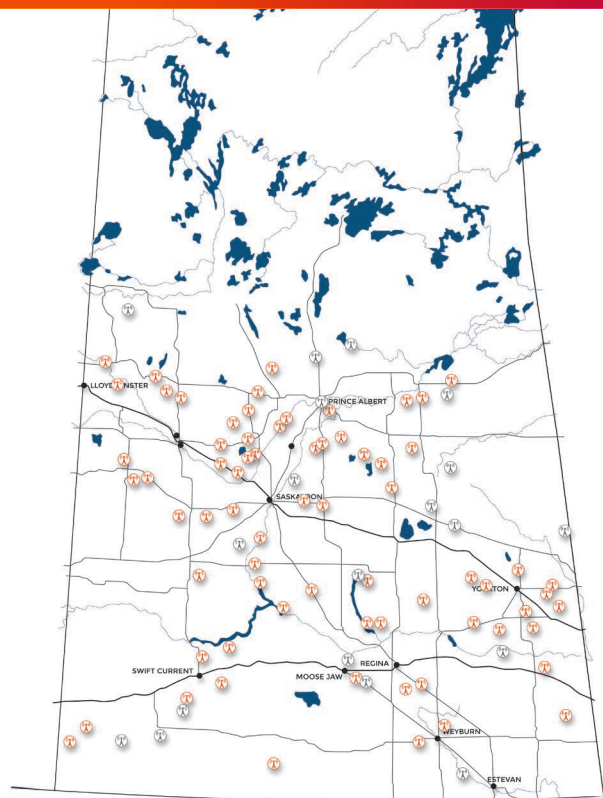 LLOYDMINSTER
PRINCE ALBERT
SASKATOON
YORKTON
REGINA
SWIFT CURRENT
MOOSE JAW
WEYBURN
ESTEVAN